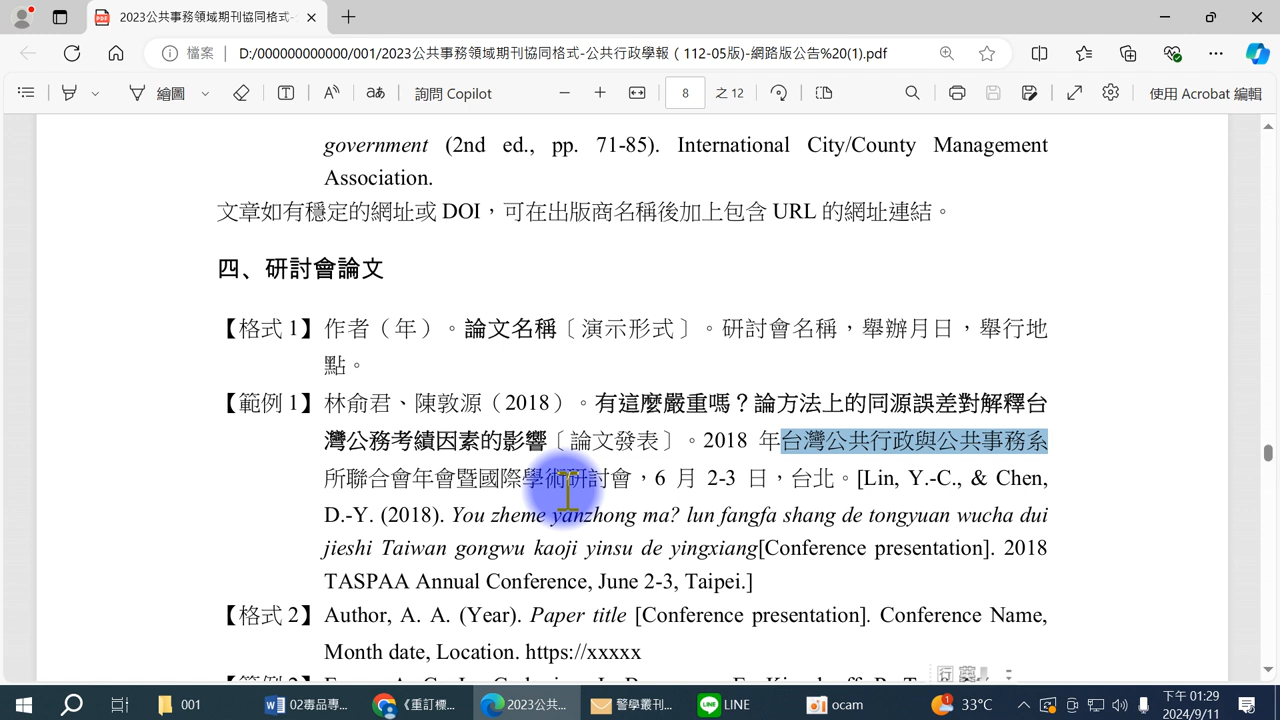 2023公共事務領域期刊協同格式-
檔案
D:/000000000000/001/2023公共事務領域期刊協同格式-公共行政學報（112-05版)-網路版公告%20(1).pdf
繪圖
詢問 Copilot
8
之 12
使用 Acrobat 編輯
government (2nd ed., pp. 71-85). International City/County Management
Association.
文章如有穩定的網址或 DOI，可在出版商名稱後加上包含 URL 的網址連結。
四、研討會論文
【格式 1】作者（年）。論文名稱〔演示形式〕。研討會名稱，舉辦月日，舉行地
點。
【範例 1】林俞君、陳敦源（2018）。有這麼嚴重嗎？論方法上的同源誤差對解釋台
灣公務考績因素的影響〔論文發表〕。2018 年台灣公共行政與公共事務系
所聯合會年會暨國際學術研討會，6 月 2-3 日，台北。[Lin, Y.-C., & Chen,
D.-Y. (2018). You zheme yanzhong ma? lun fangfa shang de tongyuan wucha dui
jieshi Taiwan gongwu kaoji yinsu de yingxiang[Conference presentation]. 2018
TASPAA Annual Conference, June 2-3, Taipei.]
【格式 2】Author, A. A. (Year). Paper title [Conference presentation]. Conference Name,
Month date, Location. https://xxxxx
001
02毒品專...
《重訂欄...
2023公共...
警學叢刊...
LINE
ocam
1
33°C
下午 01:29
2024/9/11